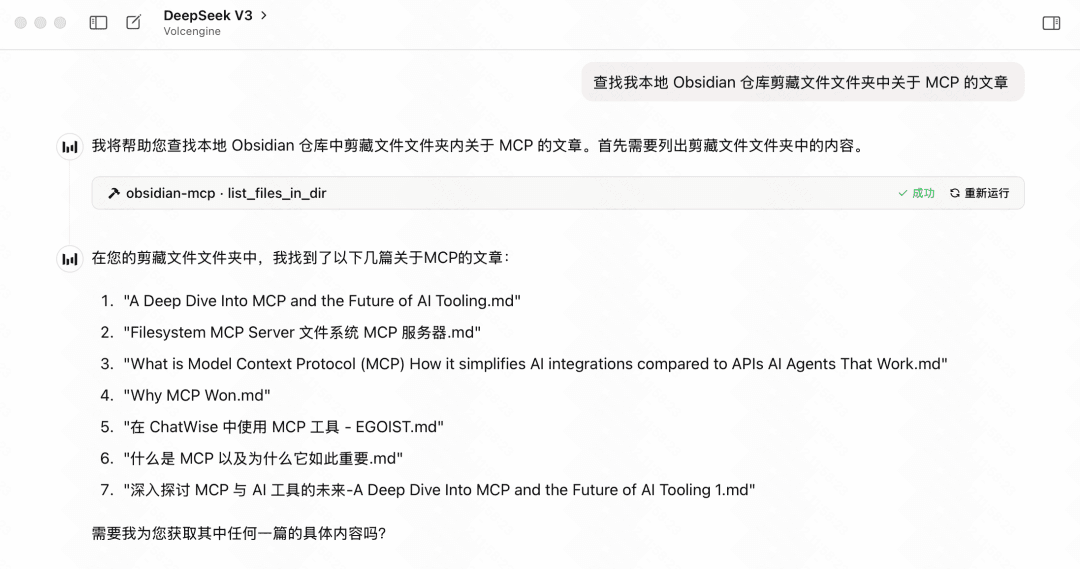 DeepSeek V3
Volcengine
查找我本地 Obsidian 仓库剪藏文件文件夹中关于 MCP 的文章
我将帮助您查找本地 Obsidian 仓库中剪藏文件文件夹内关于 MCP 的文章。首先需要列出剪藏文件文件夹中的内容。
obsidian-mcp · list_files_in_dir 成功 重新运行
在您的剪藏文件文件夹中，我找到了以下几篇关于MCP的文章：
1. "A Deep Dive Into MCP and the Future of AI Tooling.md"
2. "Filesystem MCP Server 文件系统 MCP 服务器.md"
3. "What is Model Context Protocol (MCP) How it simplifies AI integrations compared to APIs AI Agents That Work.md"
4. "Why MCP Won.md"
5. "在 ChatWise 中使用 MCP 工具 - EGOIST.md"
6. "什么是 MCP 以及为什么它如此重要.md"
7. "深入探讨 MCP 与 AI 工具的未来-A Deep Dive Into MCP and the Future of AI Tooling 1.md"
需要我为您获取其中任何一篇的具体内容吗?